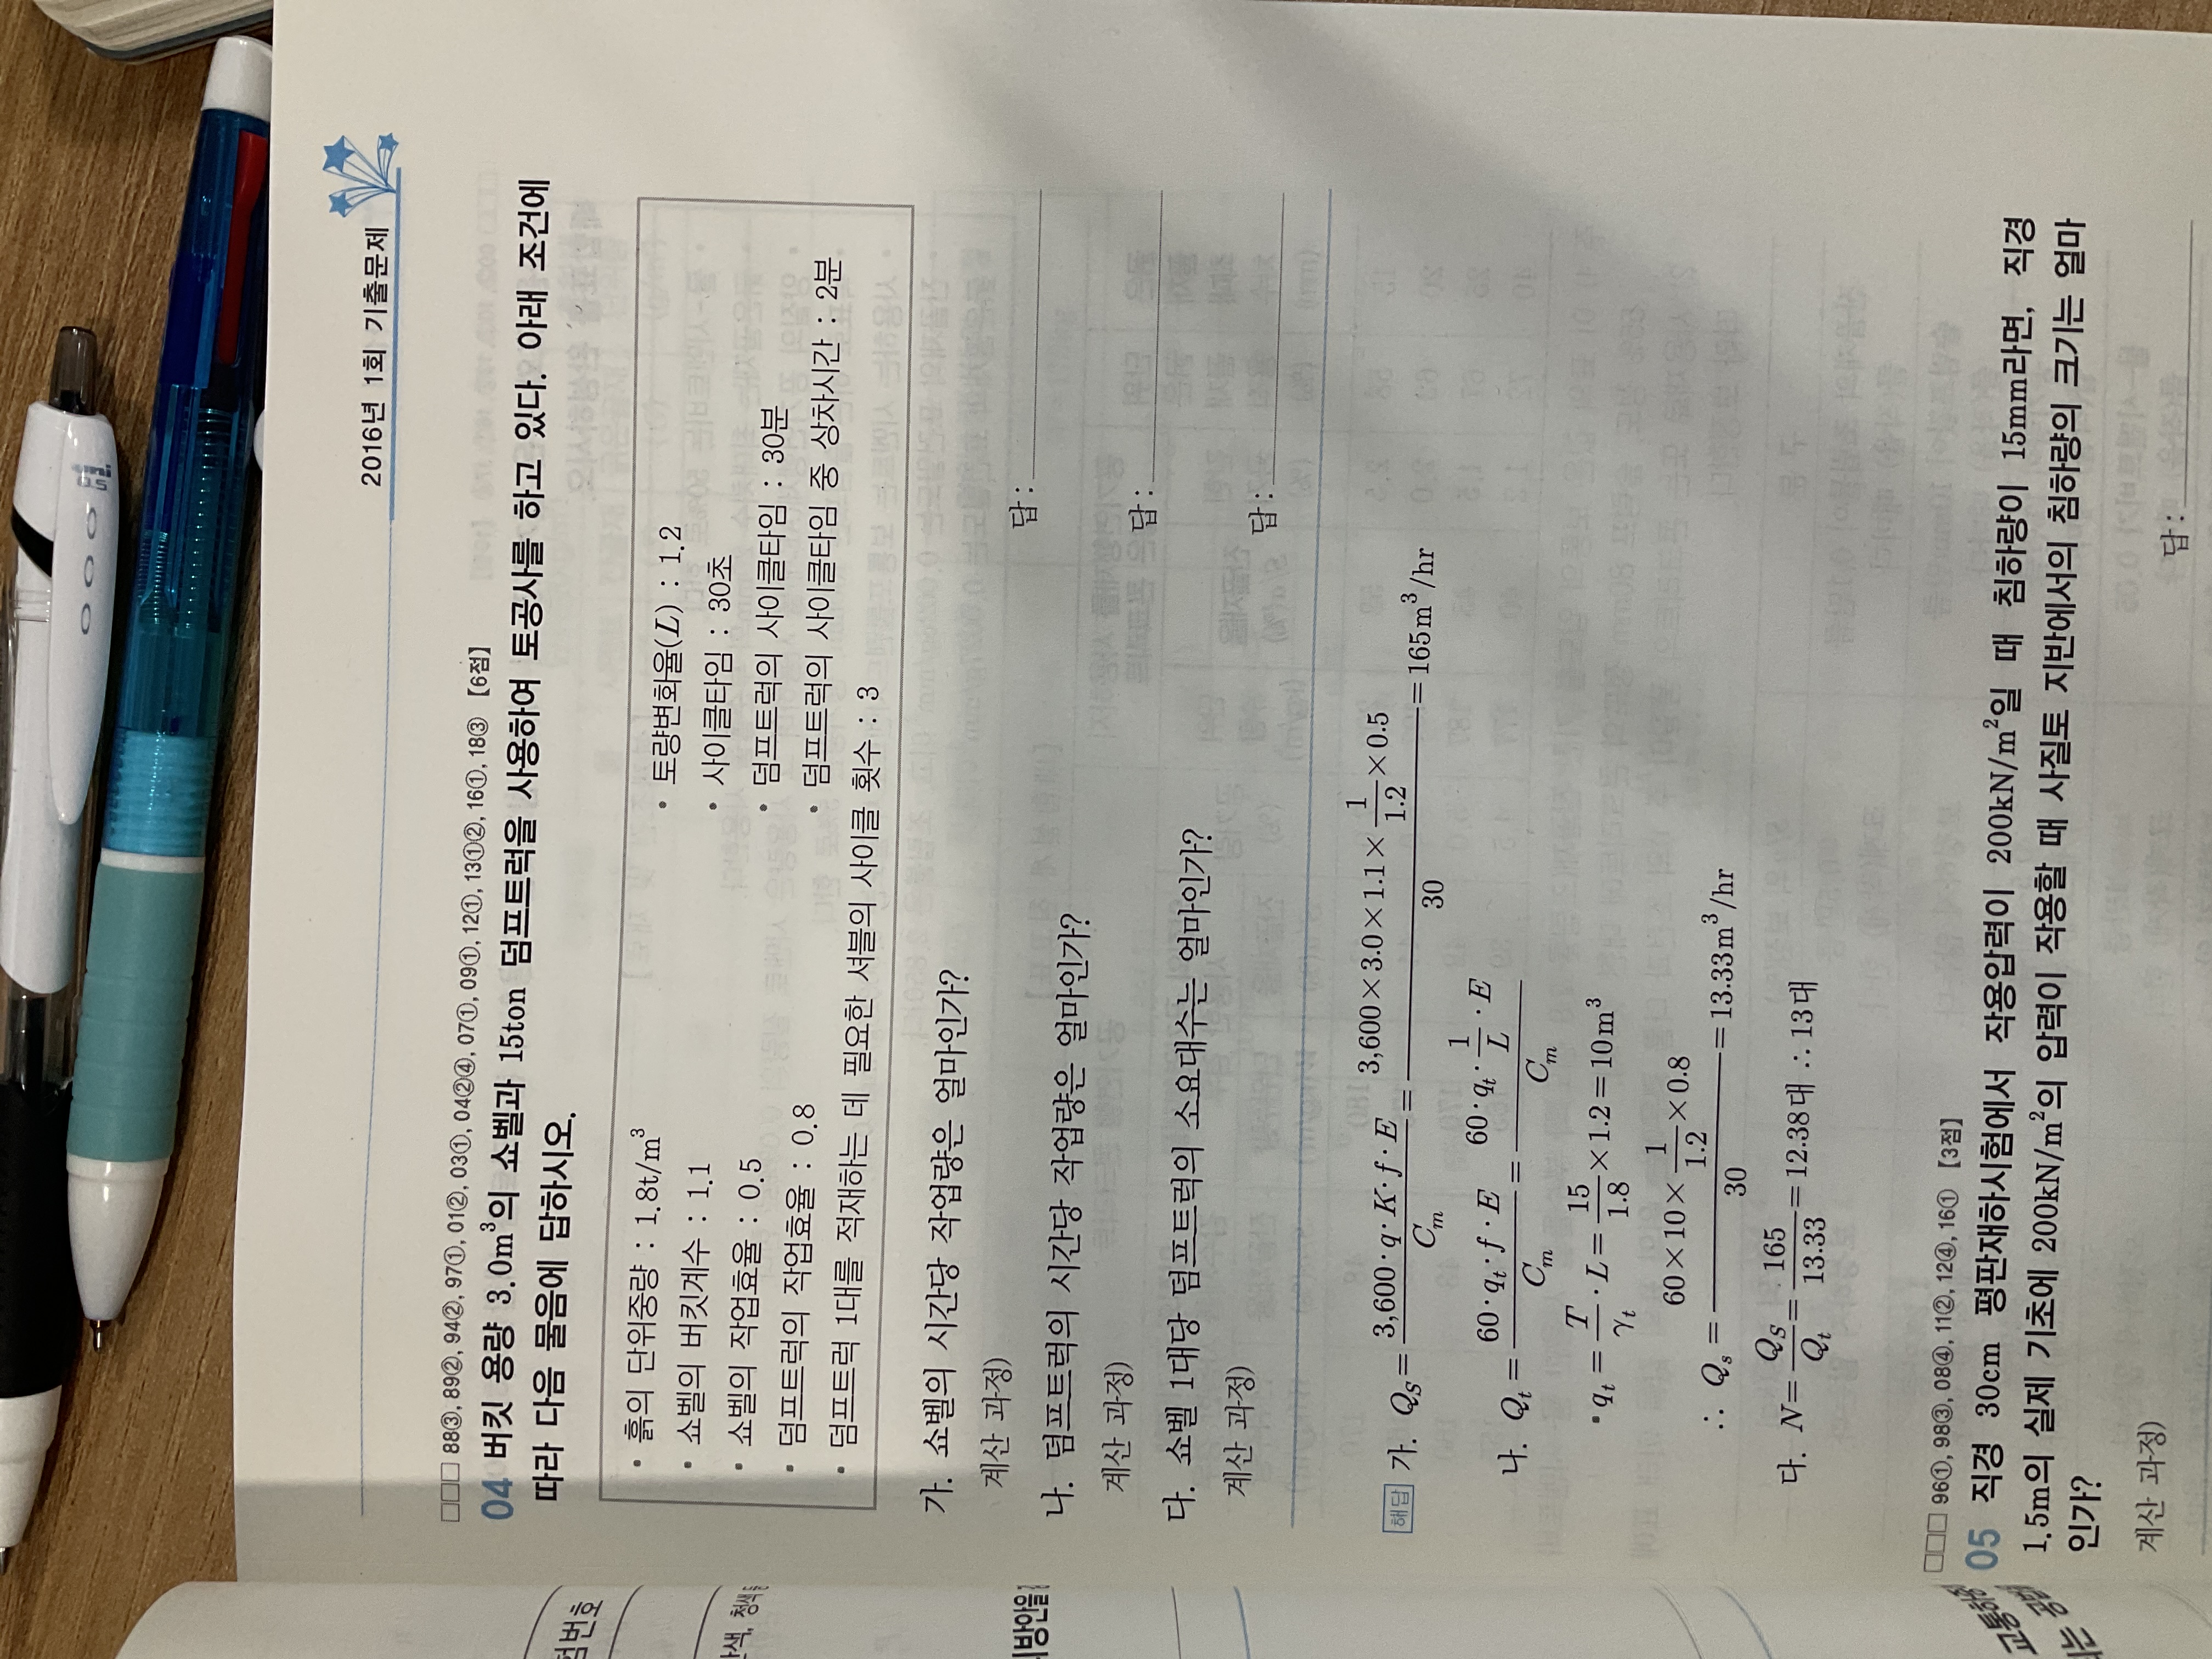 2016년 1회 기출문제
□□□ 88③, 89②, 94②, 97①, 01②, 03①, 04②④, 07①, 09①, 12①, 13①②, 16①, 18③ 【6점】
04 버킷 용량 3.0m³의 쇼벨과 15ton 덤프트럭을 사용하여 토공사를 하고 있다. 아래 조건에
따라 다음 물음에 답하시오.
• 흙의 단위중량 : 1.8t/m³ • 토량변화율(L) : 1.2
• 쇼벨의 버킷계수 : 1.1 • 사이클타임 : 30초
• 쇼벨의 작업효율 : 0.5 • 덤프트럭의 사이클타임 : 30분
• 덤프트럭의 작업효율 : 0.8 • 덤프트럭의 사이클타임 중 상차시간 : 2분
• 덤프트럭 1대를 적재하는 데 필요한 셔블의 사이클 횟수 : 3
가. 쇼벨의 시간당 작업량은 얼마인가?
계산 과정) 답 :
나. 덤프트럭의 시간당 작업량은 얼마인가?
계산 과정) 답 :
다. 쇼벨 1대당 덤프트럭의 소요대수는 얼마인가?
계산 과정) 답 :
해답 가. Q_S = 3,600·q·K·f·E / C_m = 3,600×3.0×1.1×1/1.2×0.5 / 30 = 165m³/hr
나. Q_t = 60·q_t·f·E / C_m = 60·q_t·1/L·E / C_m
• q_t = T/γ_t · L = 15/1.8 × 1.2 = 10m³
∴ Q_s = 60×10×1/1.2×0.8 / 30 = 13.33m³/hr
다. N = Q_S/Q_t = 165/13.33 = 12.38대 ∴ 13대
□□□ 96①, 98③, 08④, 11②, 12④, 16① 【3점】
05 직경 30cm 평판재하시험에서 작용압력이 200kN/m²일 때 침하량이 15mm라면, 직경
1.5m의 실제 기초에 200kN/m²의 압력이 작용할 때 사질토 지반에서의 침하량의 크기는 얼마
인가?
계산 과정) 답 :
험번호